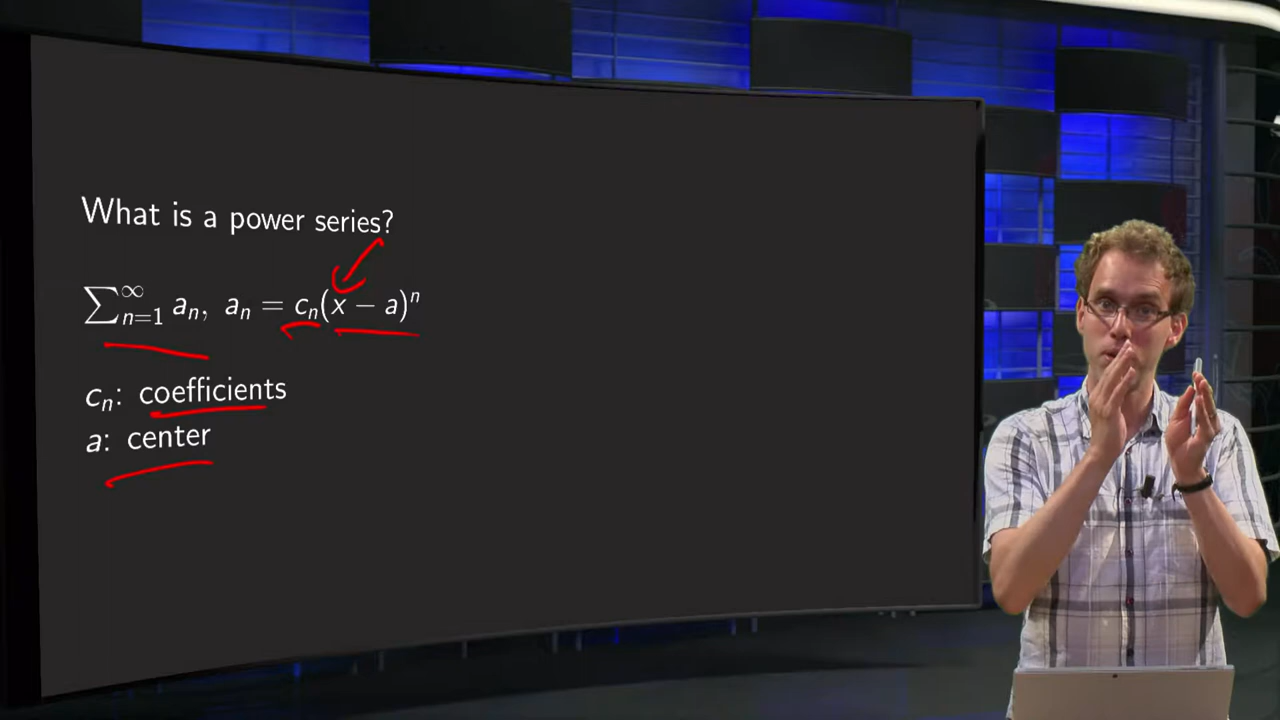 What is a power series?
∑_{n=1}^{∞} a_n, a_n = c_n(x − a)^n
c_n: coefficients
a: center